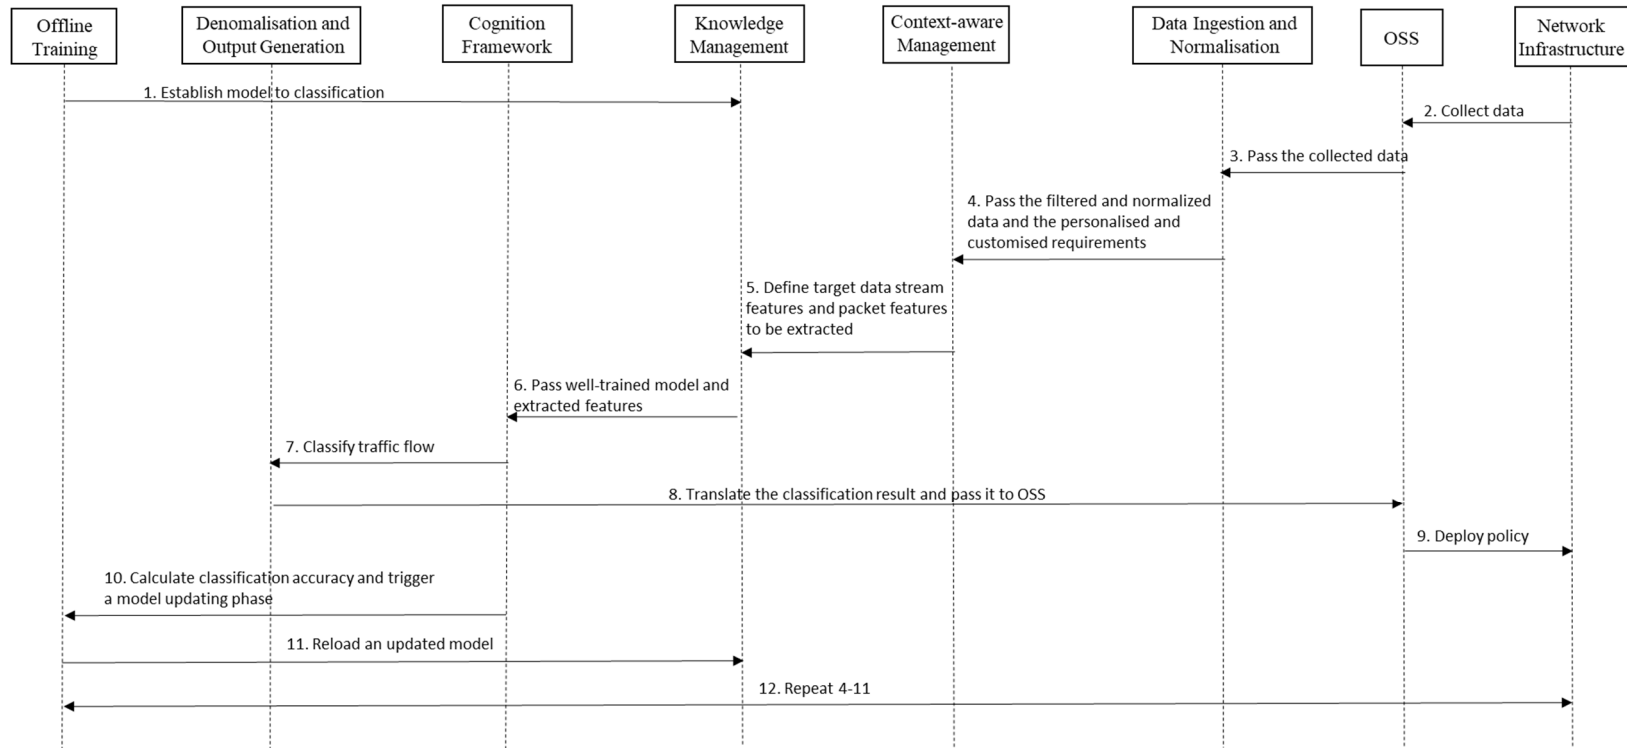 Offline
Training
Denomalisation and
Output Generation
Cognition
Framework
Knowledge
Management
Context-aware
Management
Data Ingestion and
Normalisation
OSS
Network
Infrastructure
1. Establish model to classification
2. Collect data
3. Pass the collected data
4. Pass the filtered and normalized
data and the personalised and
customised requirements
5. Define target data stream
features and packet features
to be extracted
6. Pass well-trained model and
extracted features
7. Classify traffic flow
8. Translate the classification result and pass it to OSS
9. Deploy policy
10. Calculate classification accuracy and trigger
a model updating phase
11. Reload an updated model
12. Repeat 4-11